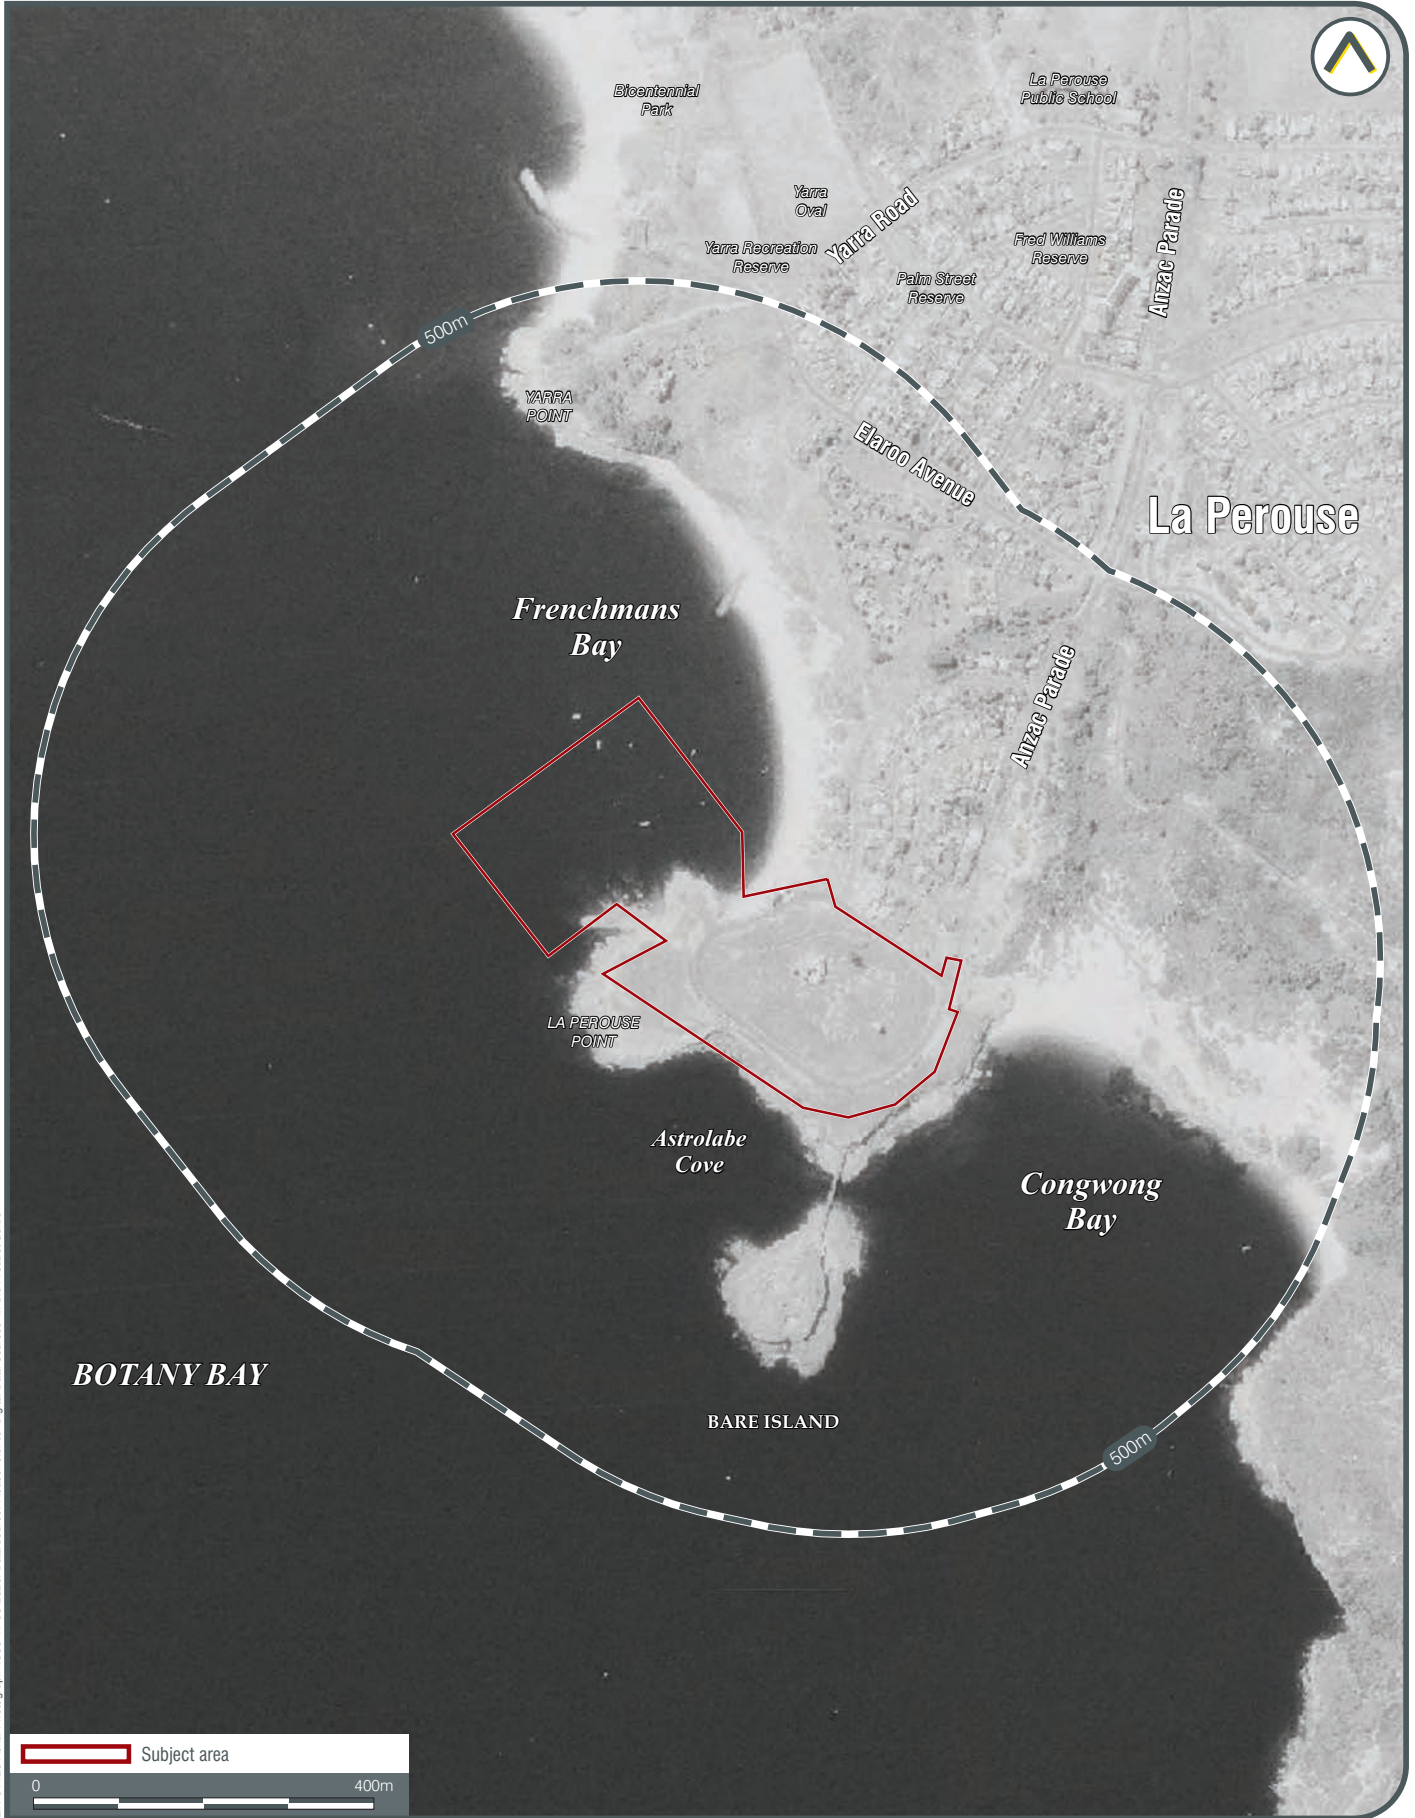 Bicentennial
Park
La Perouse
Public School
Yarra
Oval
Yarra Road
Anzac Parade
Yarra Recreation
Reserve
Fred Williams
Reserve
Palm Street
Reserve
500m
YARRA
POINT
Elaroo Avenue
La Perouse
Frenchmans
Bay
Anzac Parade
LA PEROUSE
POINT
Astrolabe
Cove
Congwong
Bay
BOTANY BAY
BARE ISLAND
500m
Subject area
0 400m